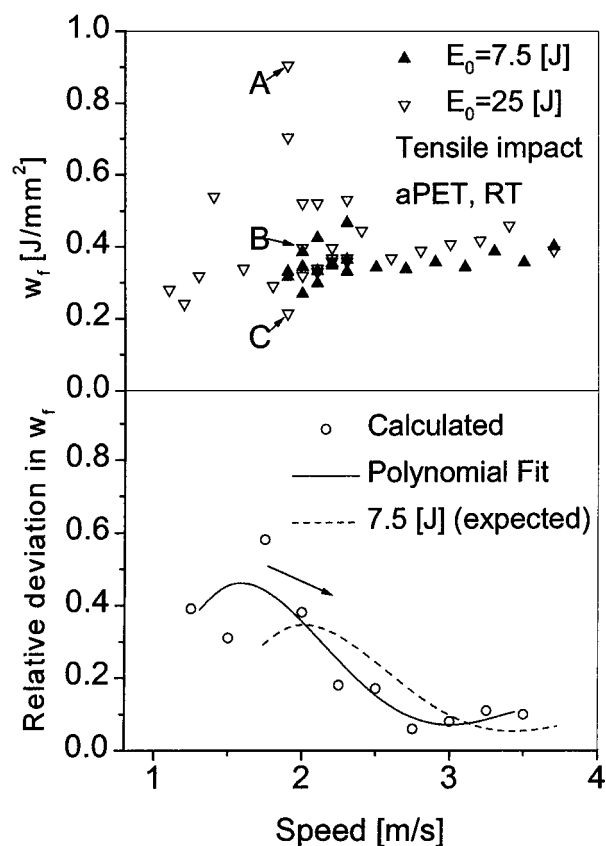 1.0
0.8
0.6
0.4
0.2
0.0
w_f [J/mm²]
A
B
C
E₀=7.5 [J]
E₀=25 [J]
Tensile impact
aPET, RT
0.8
0.6
0.4
0.2
0.0
Relative deviation in w_f
Calculated
Polynomial Fit
7.5 [J] (expected)
1 2 3 4
Speed [m/s]